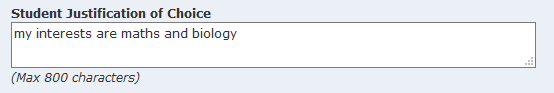 Student Justification of Choice
my interests are maths and biology
(Max 800 characters)